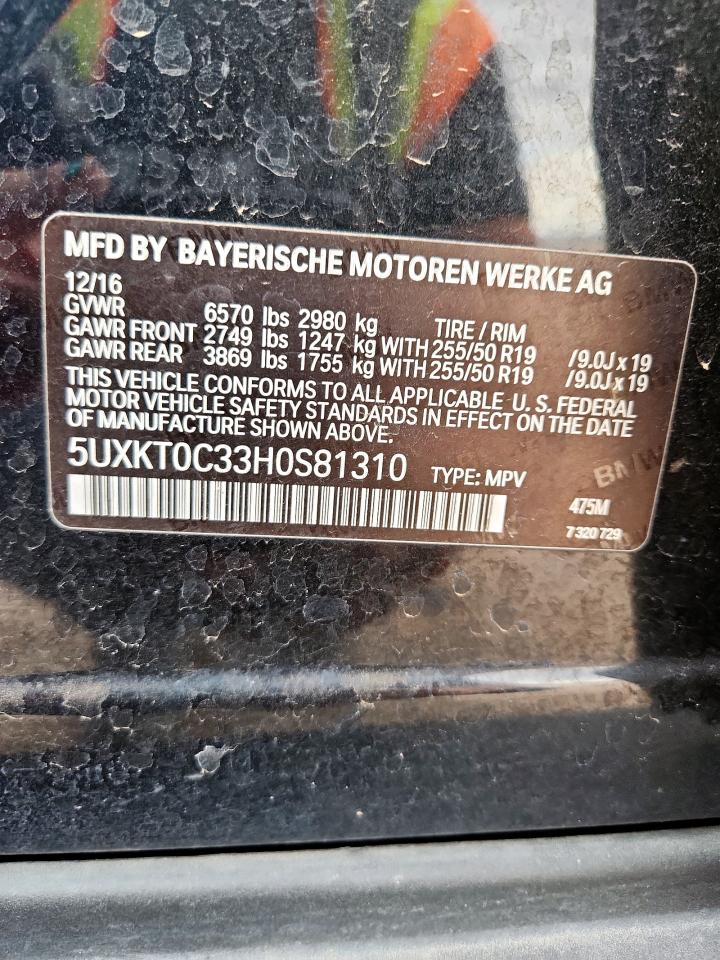 MFD BY BAYERISCHE MOTOREN WERKE AG
12/16
GVWR 6570 lbs 2980 kg TIRE / RIM
GAWR FRONT 2749 lbs 1247 kg WITH 255/50 R19 /9.0J x 19
GAWR REAR 3869 lbs 1755 kg WITH 255/50 R19 /9.0J x 19
THIS VEHICLE CONFORMS TO ALL APPLICABLE U. S. FEDERAL
MOTOR VEHICLE SAFETY STANDARDS IN EFFECT ON THE DATE
OF MANUFACTURE SHOWN ABOVE.
5UXKT0C33H0S81310 TYPE: MPV
475M
7 320 729
BMW